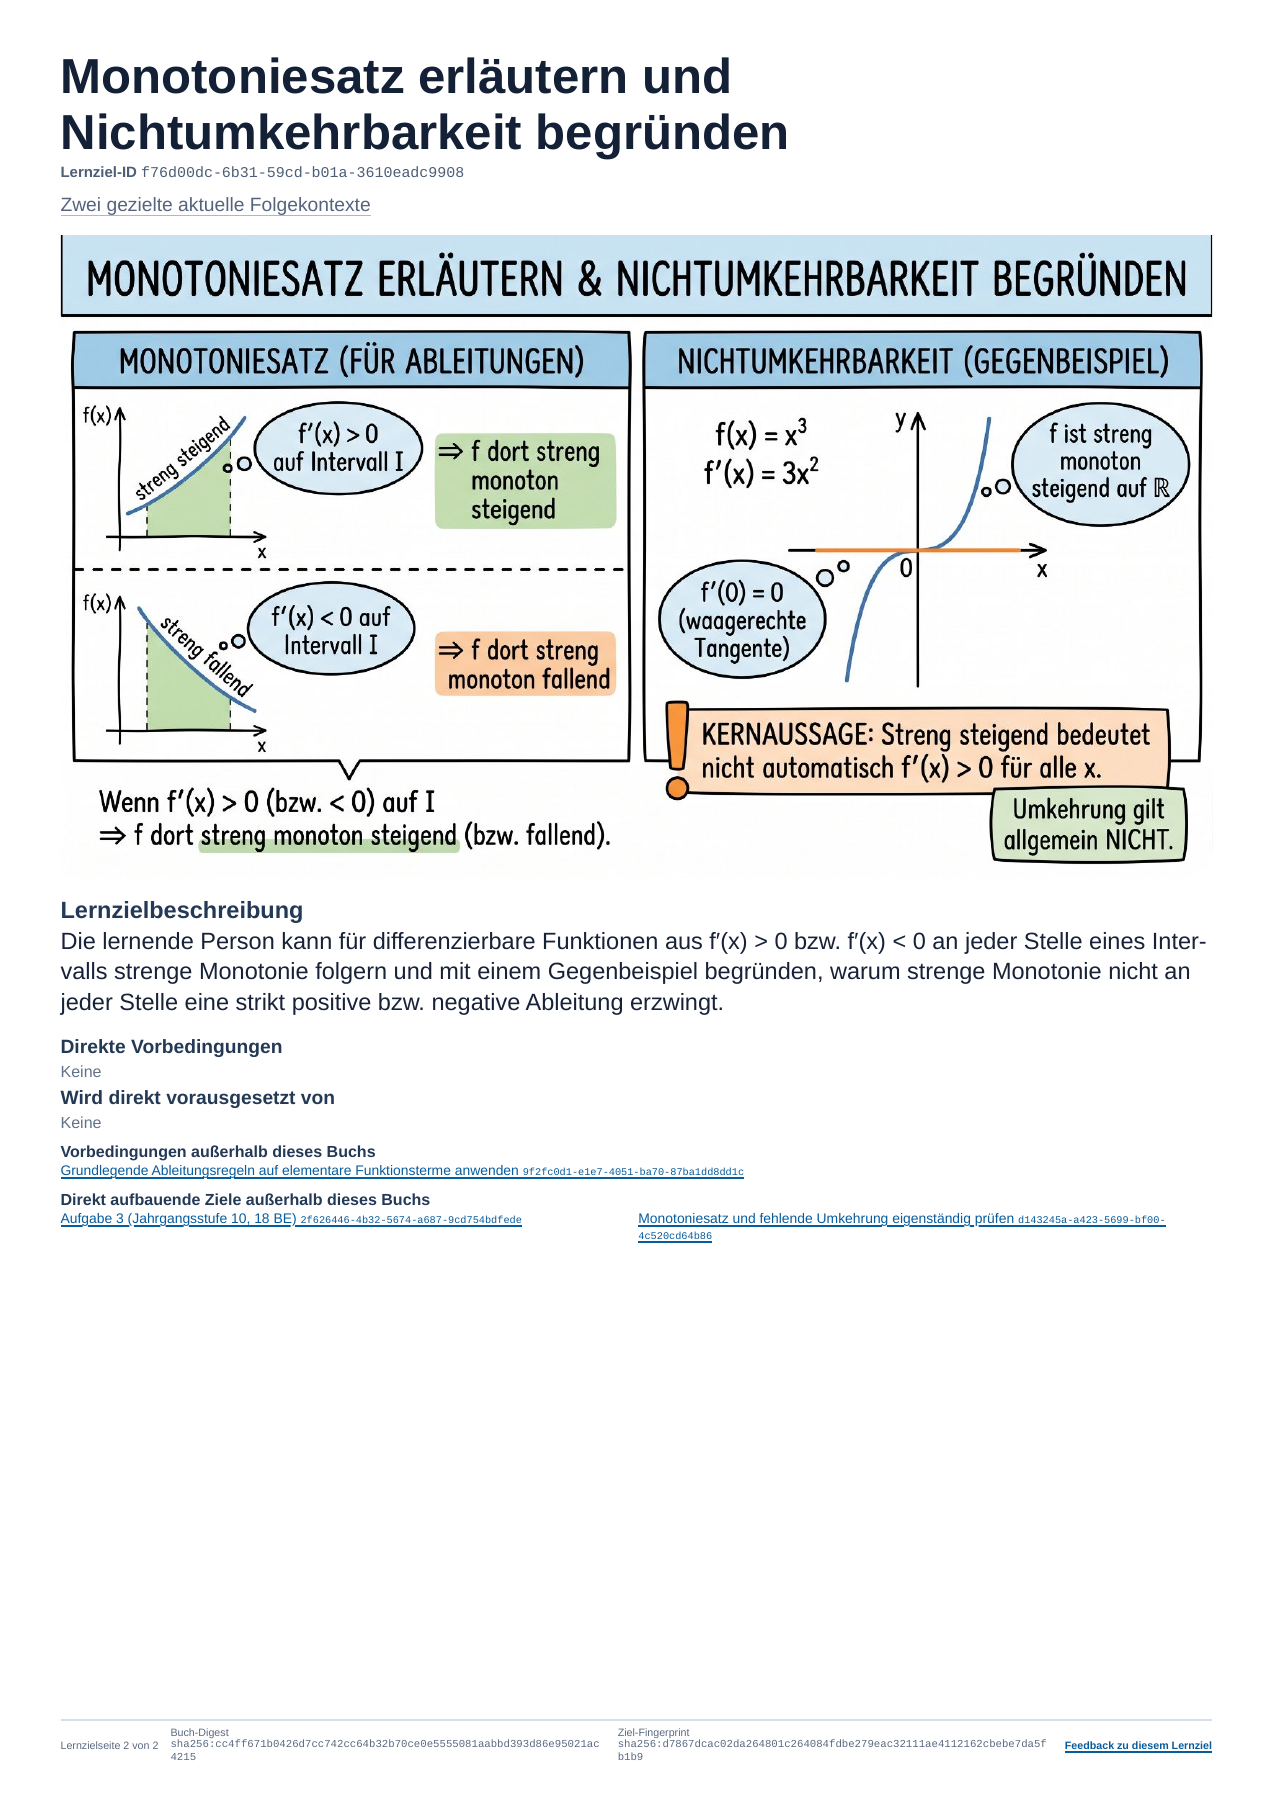 Monotoniesatz erläutern und
Nichtumkehrbarkeit begründen
Lernziel-ID f76d00dc-6b31-59cd-b01a-3610eadc9908
Zwei gezielte aktuelle Folgekontexte
MONOTONIESATZ ERLÄUTERN & NICHTUMKEHRBARKEIT BEGRÜNDEN
MONOTONIESATZ (FÜR ABLEITUNGEN)
f(x)
streng steigend
x
f′(x) > 0
auf Intervall I
⇒ f dort streng
monoton
steigend
f(x)
streng fallend
x
f′(x) < 0 auf
Intervall I
⇒ f dort streng
monoton fallend
Wenn f′(x) > 0 (bzw. < 0) auf I
⇒ f dort streng monoton steigend (bzw. fallend).
NICHTUMKEHRBARKEIT (GEGENBEISPIEL)
f(x) = x³
f′(x) = 3x²
y
0
x
f ist streng
monoton
steigend auf ℝ
f′(0) = 0
(waagerechte
Tangente)
KERNAUSSAGE: Streng steigend bedeutet
nicht automatisch f′(x) > 0 für alle x.
Umkehrung gilt
allgemein NICHT.
Lernzielbeschreibung
Die lernende Person kann für differenzierbare Funktionen aus f′(x) > 0 bzw. f′(x) < 0 an jeder Stelle eines Inter-
valls strenge Monotonie folgern und mit einem Gegenbeispiel begründen, warum strenge Monotonie nicht an
jeder Stelle eine strikt positive bzw. negative Ableitung erzwingt.
Direkte Vorbedingungen
Keine
Wird direkt vorausgesetzt von
Keine
Vorbedingungen außerhalb dieses Buchs
Grundlegende Ableitungsregeln auf elementare Funktionsterme anwenden 9f2fc0d1-e1e7-4051-ba70-87ba1dd8dd1c
Direkt aufbauende Ziele außerhalb dieses Buchs
Aufgabe 3 (Jahrgangsstufe 10, 18 BE) 2f626446-4b32-5674-a687-9cd754bdfede
Monotoniesatz und fehlende Umkehrung eigenständig prüfen d143245a-a423-5699-bf00-
4c520cd64b86
Lernzielseite 2 von 2
Buch-Digest
sha256:cc4ff671b0426d7cc742cc64b32b70ce0e5555081aabbd393d86e95021ac
4215
Ziel-Fingerprint
sha256:d7867dcac02da264801c264084fdbe279eac32111ae4112162cbebe7da5f
b1b9
Feedback zu diesem Lernziel